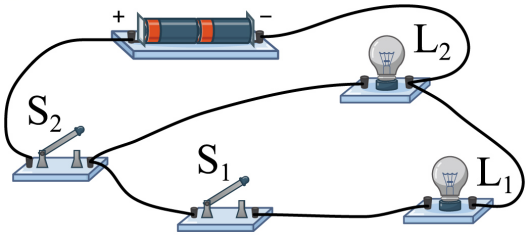 + −
L₂
S₂
S₁
L₁